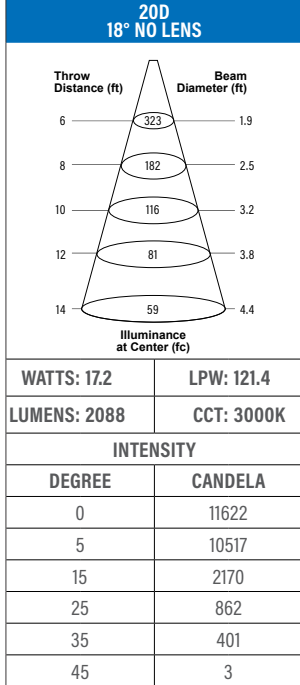 20D
18° NO LENS
Throw Beam
Distance (ft) Diameter (ft)
6 323 1.9
8 182 2.5
10 116 3.2
12 81 3.8
14 59 4.4
Illuminance
at Center (fc)
WATTS: 17.2 LPW: 121.4
LUMENS: 2088 CCT: 3000K
INTENSITY
DEGREE CANDELA
0 11622
5 10517
15 2170
25 862
35 401
45 3